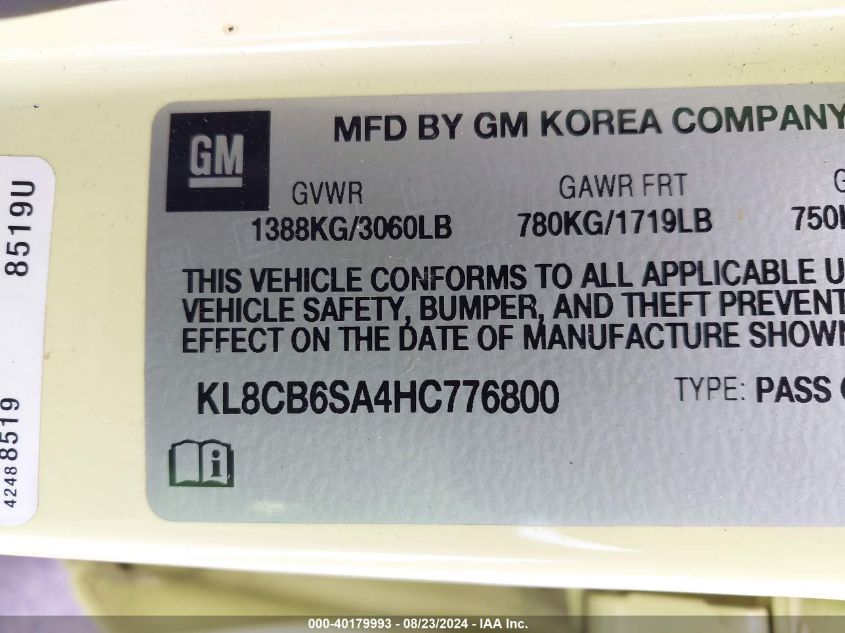 MFD BY GM KOREA COMPANY
GM
GVWR GAWR FRT G
1388KG/3060LB 780KG/1719LB 750
THIS VEHICLE CONFORMS TO ALL APPLICABLE U
VEHICLE SAFETY, BUMPER, AND THEFT PREVENT
EFFECT ON THE DATE OF MANUFACTURE SHOWN
KL8CB6SA4HC776800 TYPE: PASS
i
8519U
42488519
000-40179993 - 08/23/2024 - IAA Inc.